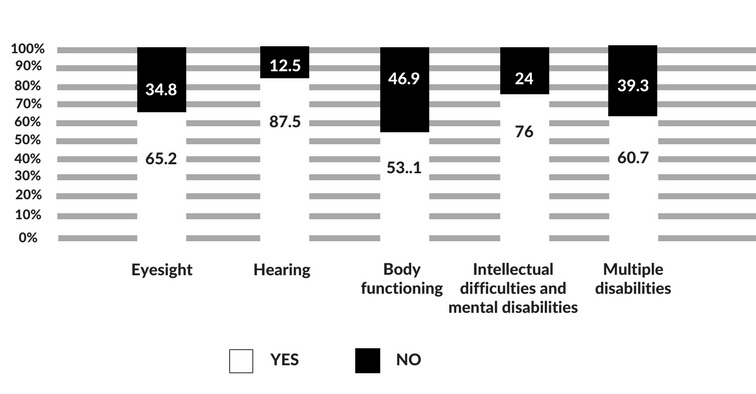 100%
90%
80%
70%
60%
50%
40%
30%
20%
10%
0%
34.8
65.2
12.5
87.5
46.9
53..1
24
76
39.3
60.7
Eyesight
Hearing
Body
functioning
Intellectual
difficulties and
mental disabilities
Multiple
disabilities
YES
NO